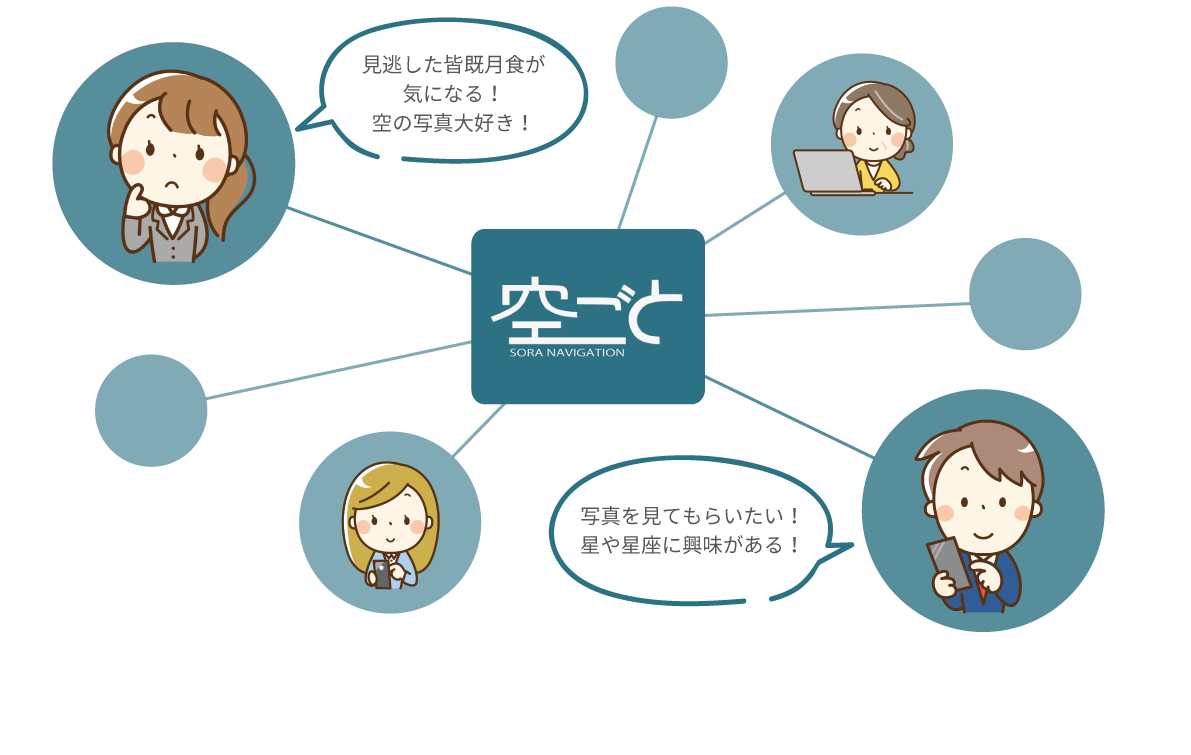 見逃した皆既月食が
気になる！
空の写真大好き！
空ごと
SORA NAVIGATION
写真を見てもらいたい！
星や星座に興味がある！